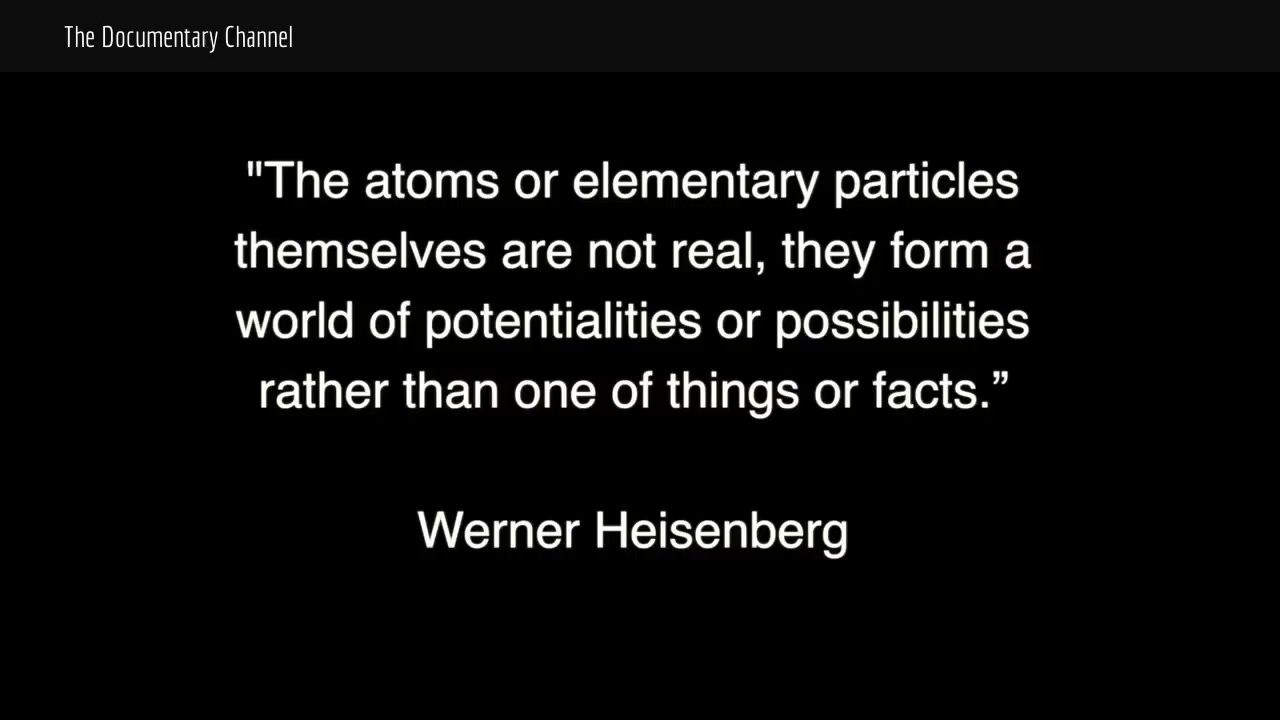 The Documentary Channel
"The atoms or elementary particles
themselves are not real, they form a
world of potentialities or possibilities
rather than one of things or facts.”
Werner Heisenberg